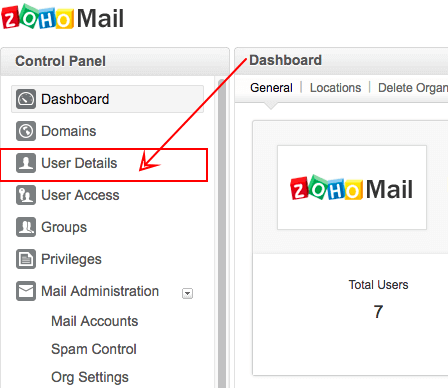 ZOHO Mail
Control Panel
Dashboard
Domains
User Details
User Access
Groups
Privileges
Mail Administration
Mail Accounts
Spam Control
Org Settings
Dashboard
General | Locations | Delete Organ
ZOHO Mail
Total Users
7